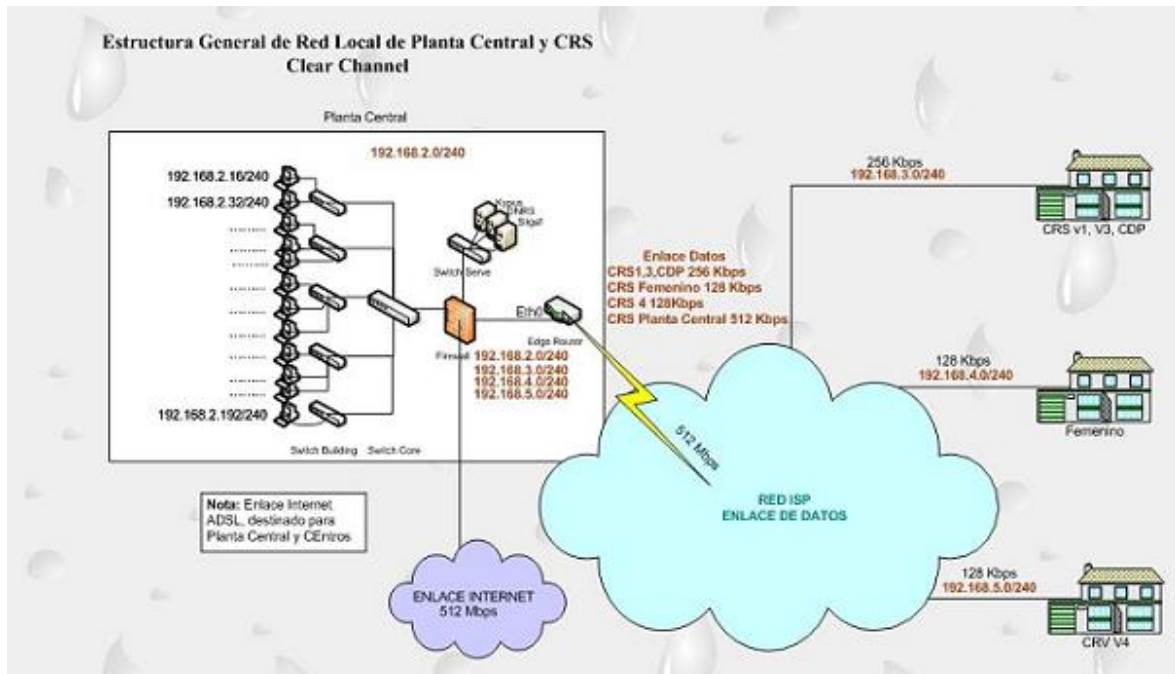 Estructura General de Red Local de Planta Central y CRS
Clear Channel
Planta Central
192.168.2.0/240
192.168.2.16/240
192.168.2.32/240
...........
...........
...........
...........
...........
...........
...........
...........
192.168.2.192/240
Switch Building
Switch Core
DNRS
Sigat
Switch Serve
Firewall
Eth0
Edge Router
192.168.2.0/240
192.168.3.0/240
192.168.4.0/240
192.168.5.0/240
Enlace Datos
CRS1,3,CDP 256 Kbps
CRS Femenino 128 Kbps
CRS 4 128Kbps
CRS Planta Central 512 Kbps
512 Mbps
RED ISP
ENLACE DE DATOS
256 Kbps
192.168.3.0/240
CRS v1, V3, CDP
128 Kbps
192.168.4.0/240
Femenino
128 Kbps
192.168.5.0/240
CRV V4
Nota: Enlace Internet
ADSL, destinado para
Planta Central y CEntros
ENLACE INTERNET
512 Mbps